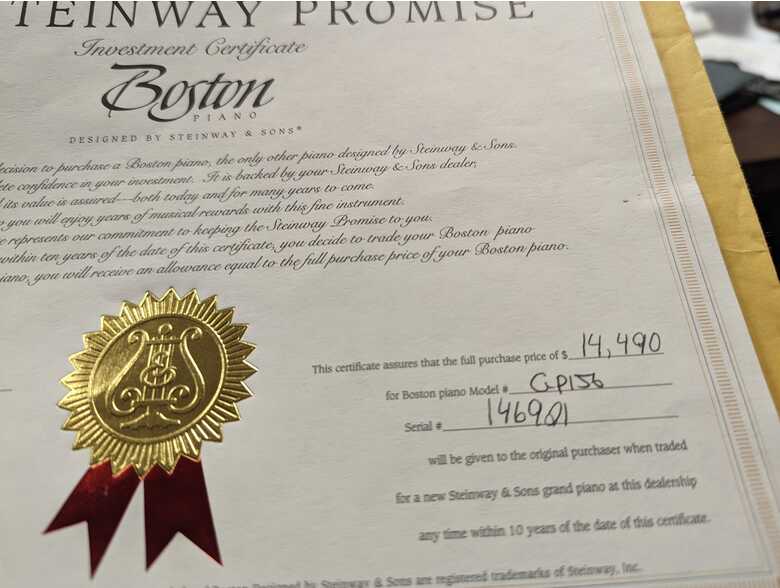 TEINWAY PROMISE
Investment Certificate
Boston
PIANO
DESIGNED BY STEINWAY & SONS®
decision to purchase a Boston piano, the only other piano designed by Steinway & Sons.
confidence in your investment. It is backed by your Steinway & Sons dealer,
its value is assured—both today and for many years to come.
you will enjoy years of musical rewards with this fine instrument.
represents our commitment to keeping the Steinway Promise to you.
within ten years of the date of this certificate, you decide to trade your Boston piano
iano, you will receive an allowance equal to the full purchase price of your Boston piano.
This certificate assures that the full purchase price of $ 14,490
for Boston piano Model # GP156
Serial # 146901
will be given to the original purchaser when traded
for a new Steinway & Sons grand piano at this dealership
any time within 10 years of the date of this certificate.
Boston Designed by Steinway & Sons are registered trademarks of Steinway, Inc.